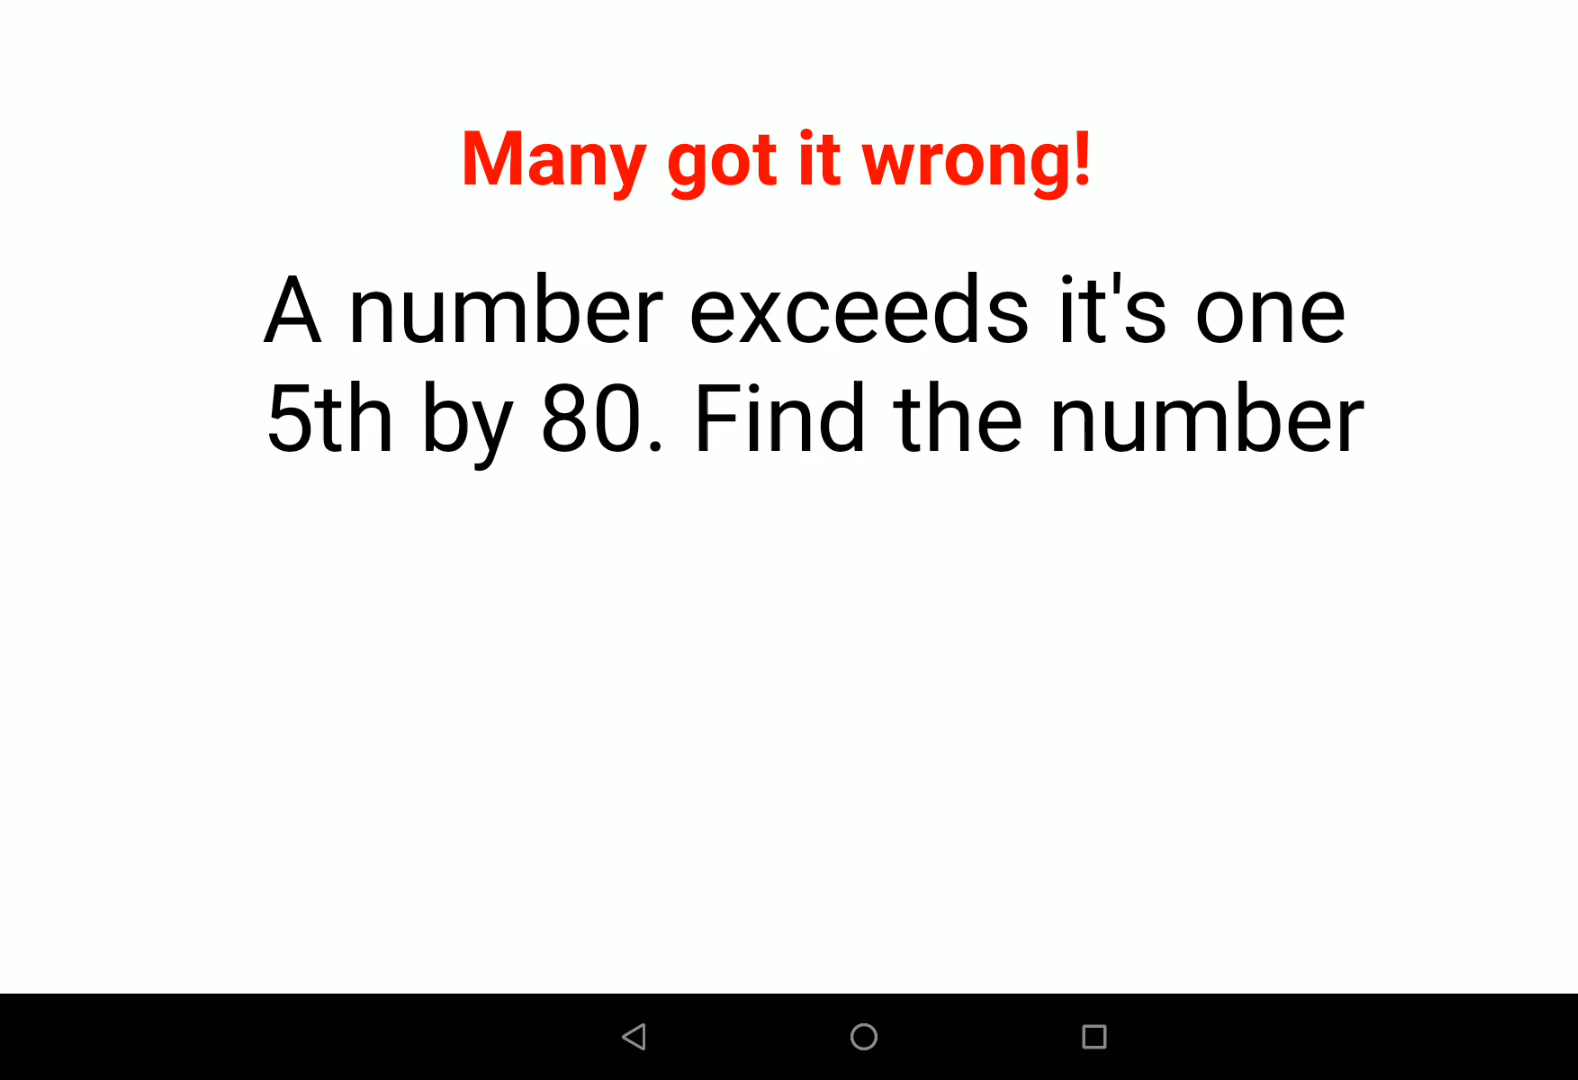 Many got it wrong!
A number exceeds it's one
5th by 80. Find the number